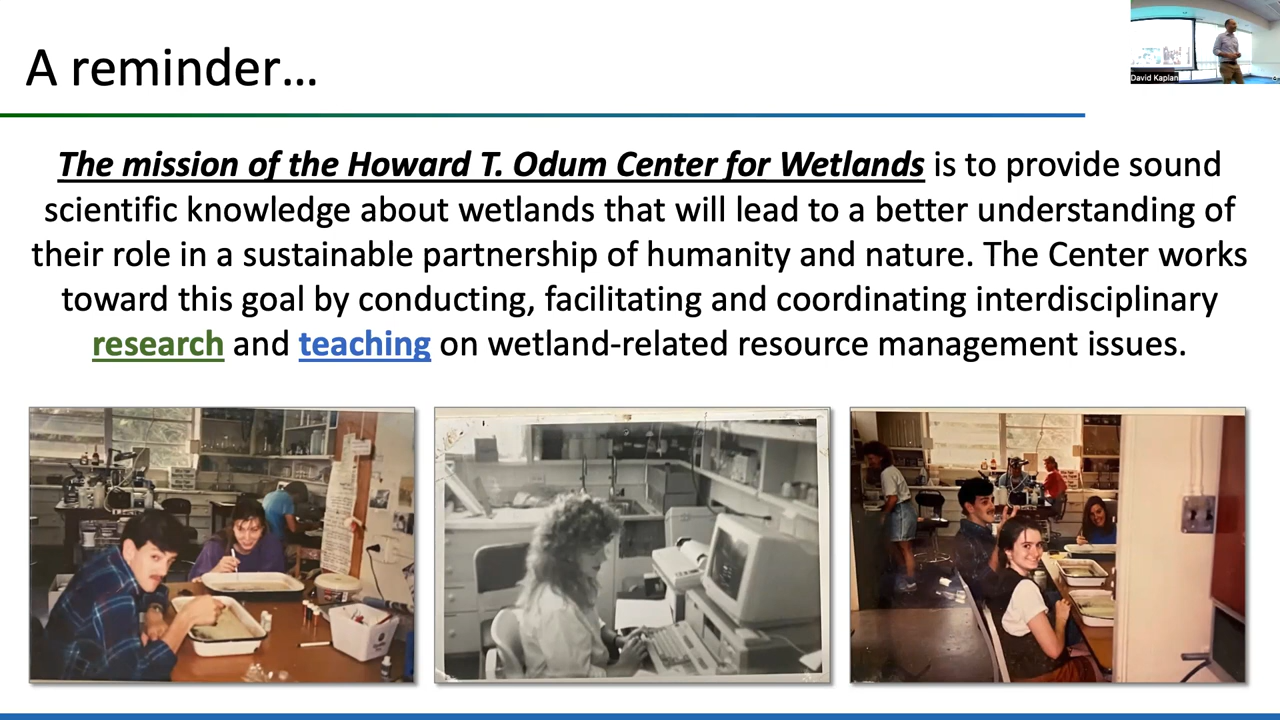 A reminder…
David Kaplan
The mission of the Howard T. Odum Center for Wetlands is to provide sound
scientific knowledge about wetlands that will lead to a better understanding of
their role in a sustainable partnership of humanity and nature. The Center works
toward this goal by conducting, facilitating and coordinating interdisciplinary
research and teaching on wetland-related resource management issues.